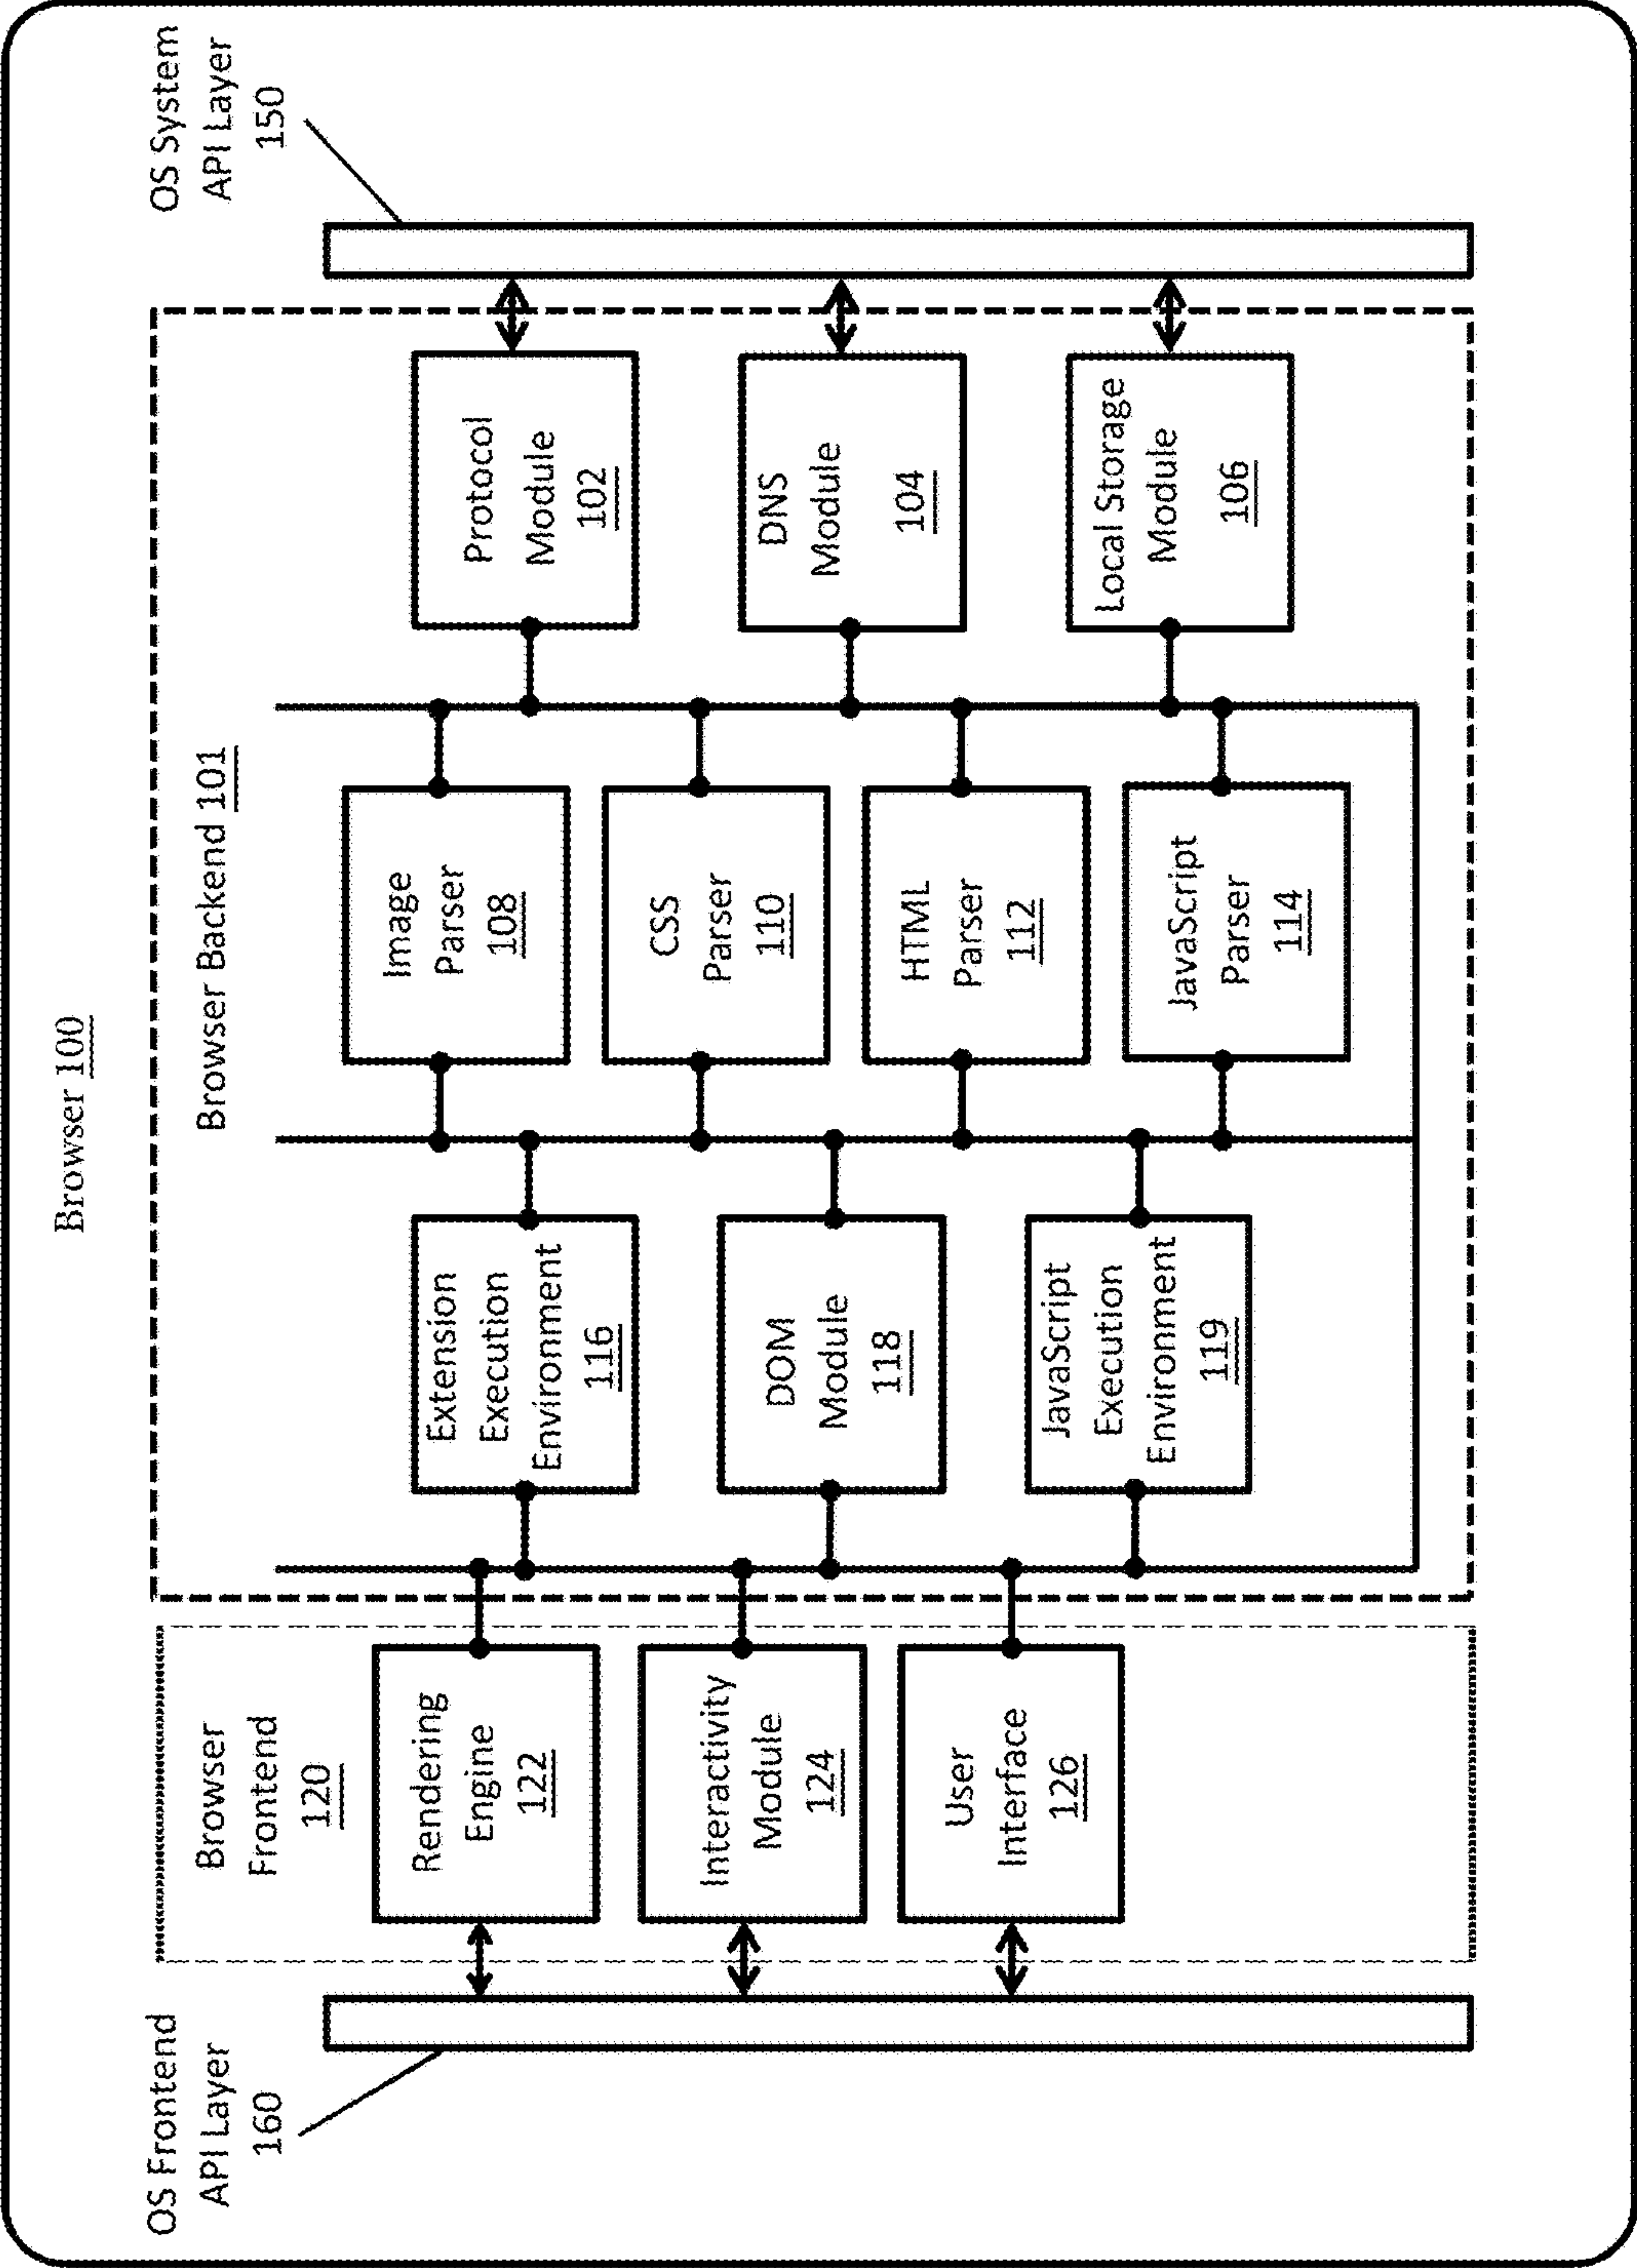 Browser 100
OS Frontend
API Layer
160
Browser
Frontend
120
Rendering
Engine
122
Interactivity
Module
124
User
Interface
126
Browser Backend 101
Extension
Execution
Environment
116
DOM
Module
118
JavaScript
Execution
Environment
119
Image
Parser
108
CSS
Parser
110
HTML
Parser
112
JavaScript
Parser
114
Protocol
Module
102
DNS
Module
104
Local Storage
Module
106
OS System
API Layer
150